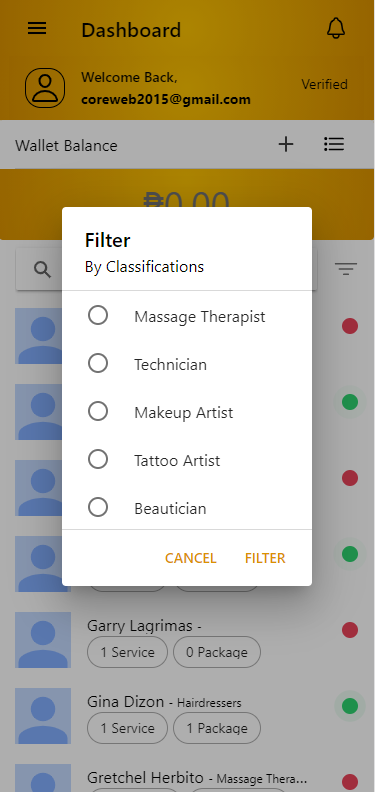 Dashboard
Welcome Back,
coreweb2015@gmail.com
Verified
Wallet Balance
₱0.00
Filter
By Classifications
Massage Therapist
Technician
Makeup Artist
Tattoo Artist
Beautician
CANCEL FILTER
Garry Lagrimas -
1 Service 0 Package
Gina Dizon - Hairdressers
1 Service 1 Package
Gretchel Herbito - Massage Thera...